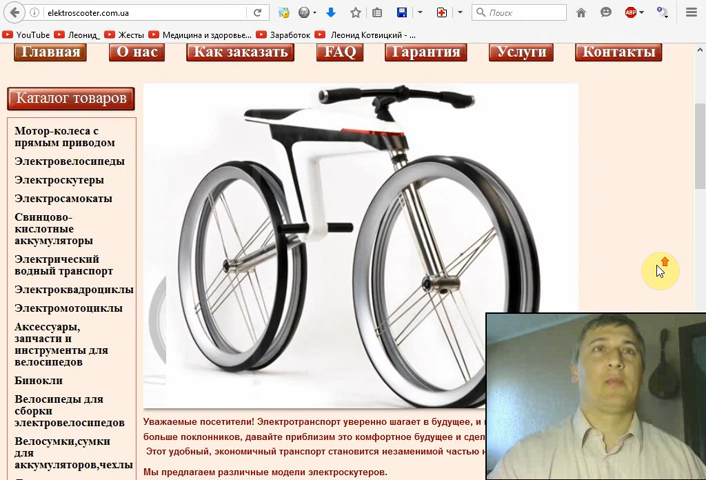 elektroscooter.com.ua
Поиск
ABP
YouTube
Леонид_
Жесты
Медицина и здоровье...
Заработок
Леонид Котвицкий - ...
Главная
О нас
Как заказать
FAQ
Гарантия
Услуги
Контакты
Каталог товаров
Мотор-колеса с
прямым приводом
Электровелосипеды
Электроскутеры
Электросамокаты
Свинцово-
кислотные
аккумуляторы
Электрический
водный транспорт
Электроквадроциклы
Электромотоциклы
Аксессуары,
запчасти и
инструменты для
велосипедов
Бинокли
Велосипеды для
сборки
электровелосипедов
Велосумки,сумки
для
аккумуляторов,чехлы
Уважаемые посетители! Электротранспорт уверенно шагает в будущее, и
больше поклонников, давайте приблизим это комфортное будущее и
Этот удобный, экономичный транспорт становится незаменимой частью
Мы предлагаем различные модели электроскутеров.